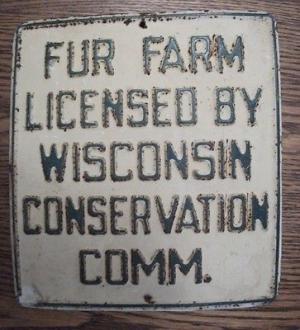 FUR FARM
LICENSED BY
WISCONSIN
CONSERVATION
COMM.